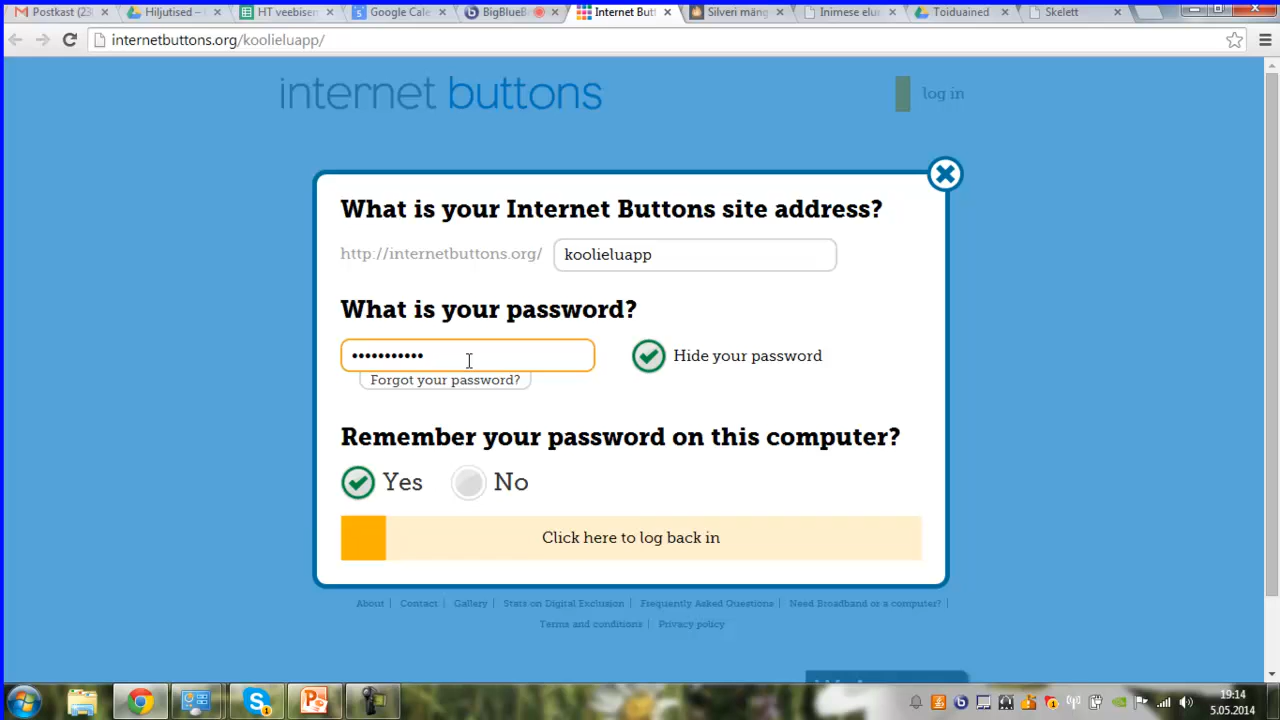 Postkast (23
Hiljutised –
HT veebisem
Google Cale
BigBlueB
Internet But
Silveri mäng
Inimese elun
Toiduained
Skelett
internetbuttons.org/koolieluapp/
internet buttons
log in
What is your Internet Buttons site address?
http://internetbuttons.org/ koolieluapp
What is your password?
••••••••••• Hide your password
Forgot your password?
Remember your password on this computer?
Yes No
Click here to log back in
About | Contact | Gallery | Stats on Digital Exclusion | Frequently Asked Questions | Need Broadband or a computer? |
Terms and conditions | Privacy policy
19:14
5.05.2014